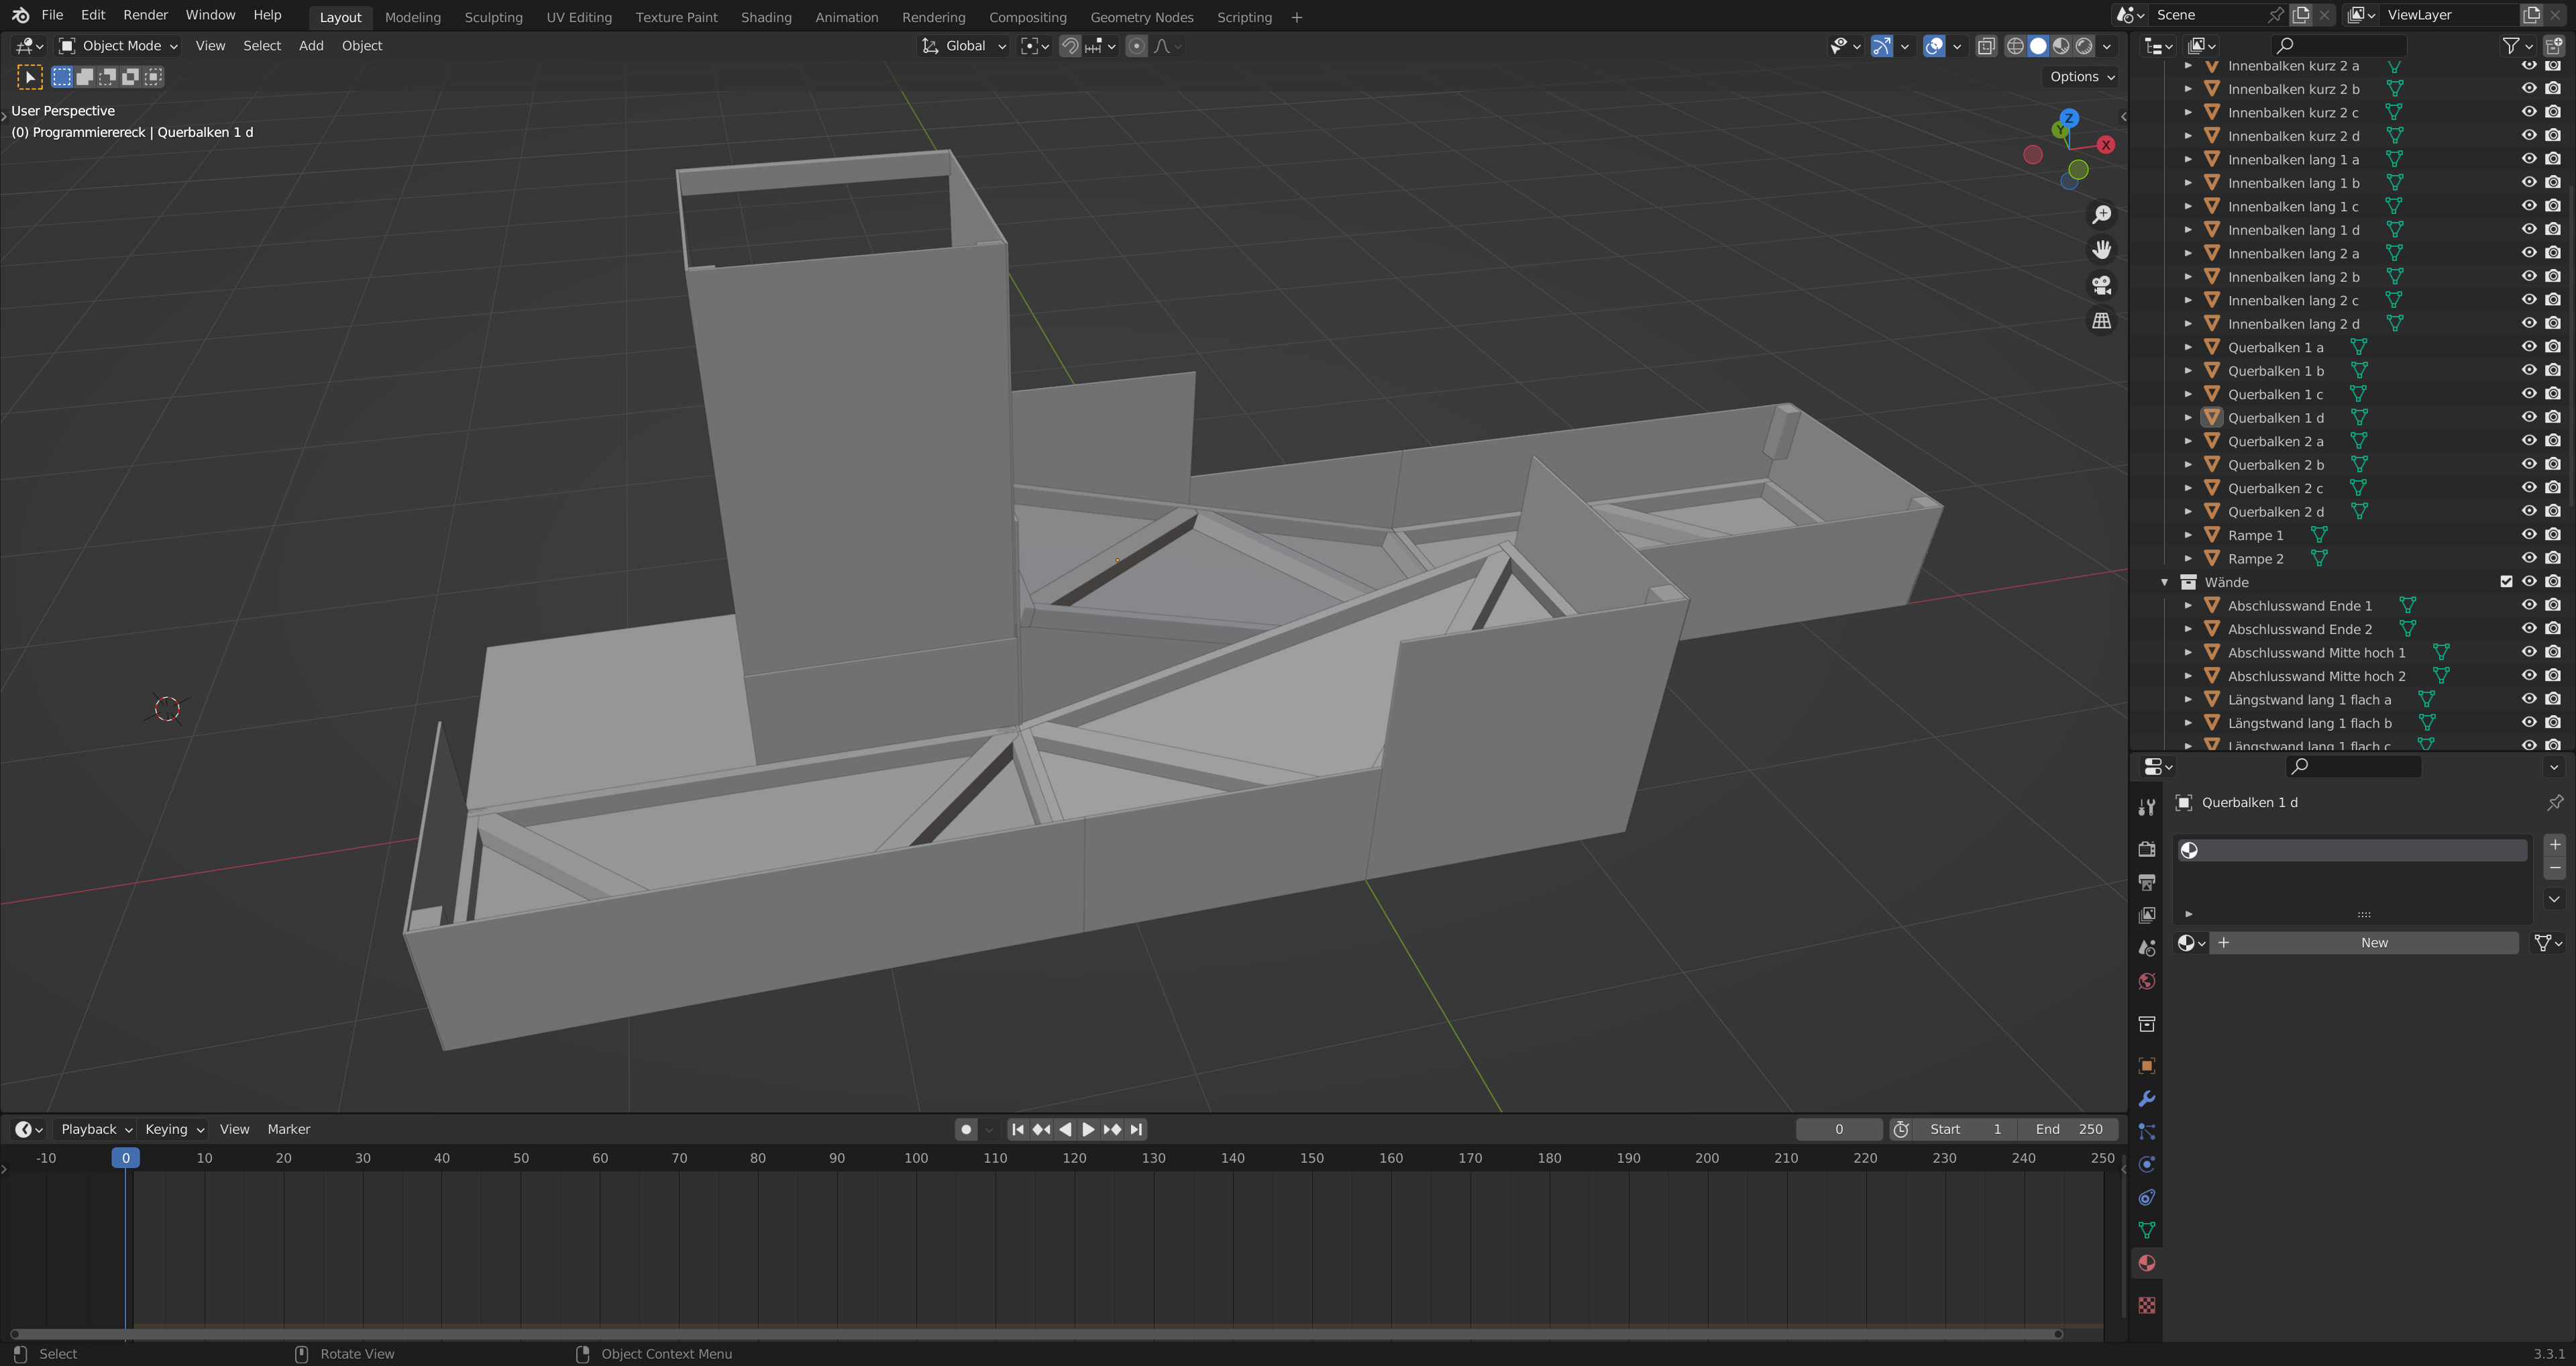 File Edit Render Window Help Layout Modeling Sculpting UV Editing Texture Paint Shading Animation Rendering Compositing Geometry Nodes Scripting + Scene ViewLayer
Object Mode View Select Add Object Global
Options
User Perspective
(0) Programmierereck | Querbalken 1 d
Z
Y
X
Innenbalken kurz 2 a
Innenbalken kurz 2 b
Innenbalken kurz 2 c
Innenbalken kurz 2 d
Innenbalken lang 1 a
Innenbalken lang 1 b
Innenbalken lang 1 c
Innenbalken lang 1 d
Innenbalken lang 2 a
Innenbalken lang 2 b
Innenbalken lang 2 c
Innenbalken lang 2 d
Querbalken 1 a
Querbalken 1 b
Querbalken 1 c
Querbalken 1 d
Querbalken 2 a
Querbalken 2 b
Querbalken 2 c
Querbalken 2 d
Rampe 1
Rampe 2
Wände
Abschlusswand Ende 1
Abschlusswand Ende 2
Abschlusswand Mitte hoch 1
Abschlusswand Mitte hoch 2
Längstwand lang 1 flach a
Längstwand lang 1 flach b
Längstwand lang 1 flach c
Querbalken 1 d
New
Playback Keying View Marker 0 Start 1 End 250
-10 0 10 20 30 40 50 60 70 80 90 100 110 120 130 140 150 160 170 180 190 200 210 220 230 240 250
Select Rotate View Object Context Menu 3.3.1